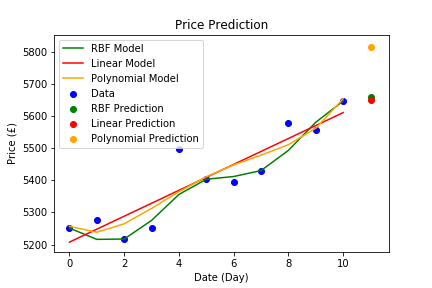 Price Prediction
RBF Model
Linear Model
Polynomial Model
Data
RBF Prediction
Linear Prediction
Polynomial Prediction
5800
5700
5600
5500
5400
5300
5200
Price (£)
0 2 4 6 8 10
Date (Day)